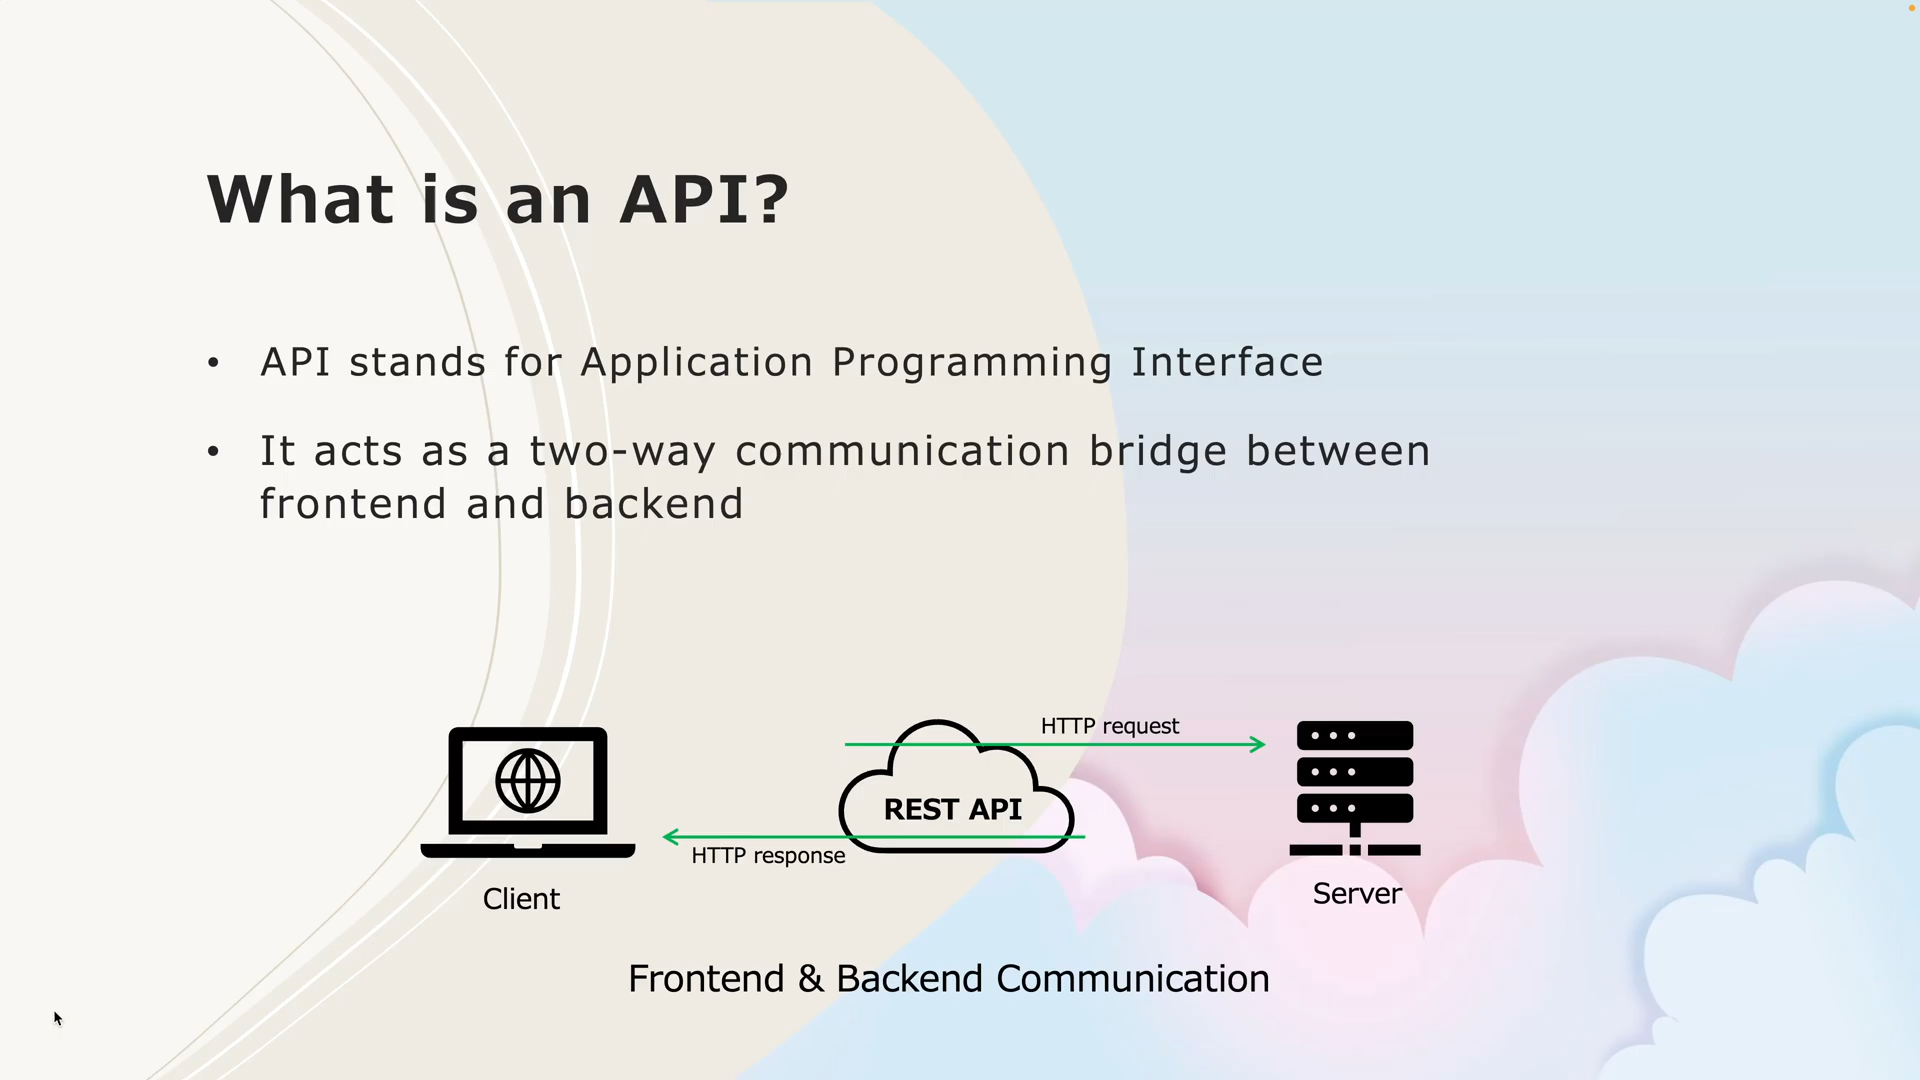 What is an API?
• API stands for Application Programming Interface
• It acts as a two-way communication bridge between
frontend and backend
HTTP request
REST API
HTTP response
Client
Server
Frontend & Backend Communication